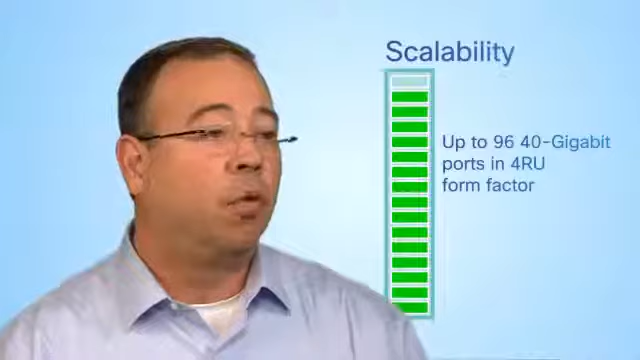 Scalability
Up to 96 40-Gigabit
ports in 4RU
form factor